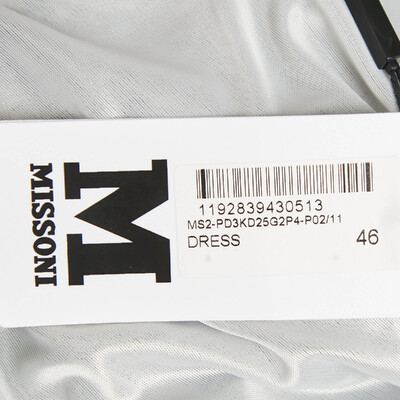 M
MISSONI
1192839430513
MS2-PD3KD25G2P4-P02/11
DRESS 46